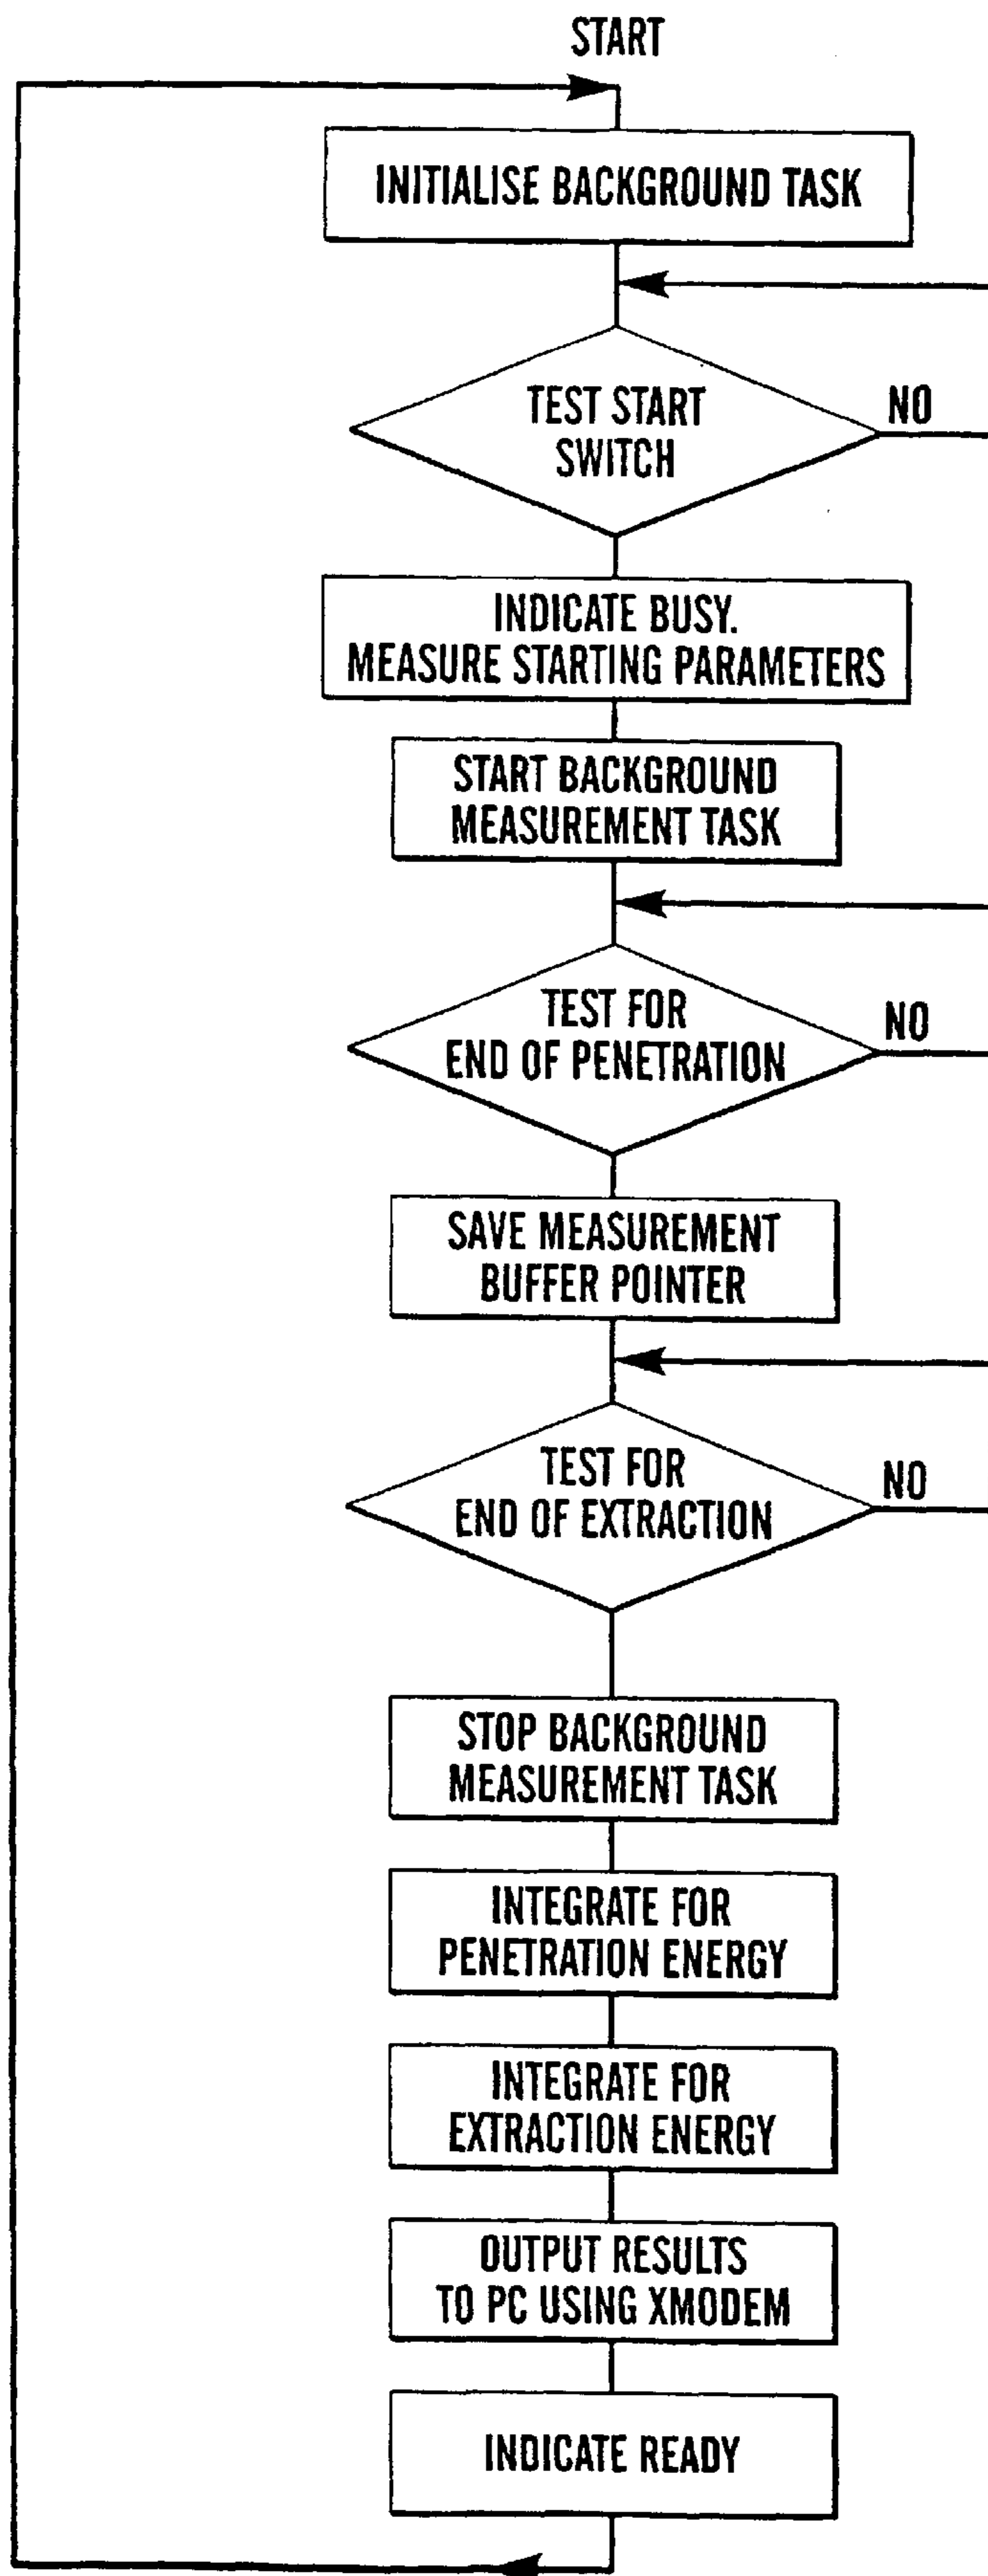 START
INITIALISE BACKGROUND TASK
TEST START
SWITCH
NO
INDICATE BUSY.
MEASURE STARTING PARAMETERS
START BACKGROUND
MEASUREMENT TASK
TEST FOR
END OF PENETRATION
NO
SAVE MEASUREMENT
BUFFER POINTER
TEST FOR
END OF EXTRACTION
NO
STOP BACKGROUND
MEASUREMENT TASK
INTEGRATE FOR
PENETRATION ENERGY
INTEGRATE FOR
EXTRACTION ENERGY
OUTPUT RESULTS
TO PC USING XMODEM
INDICATE READY